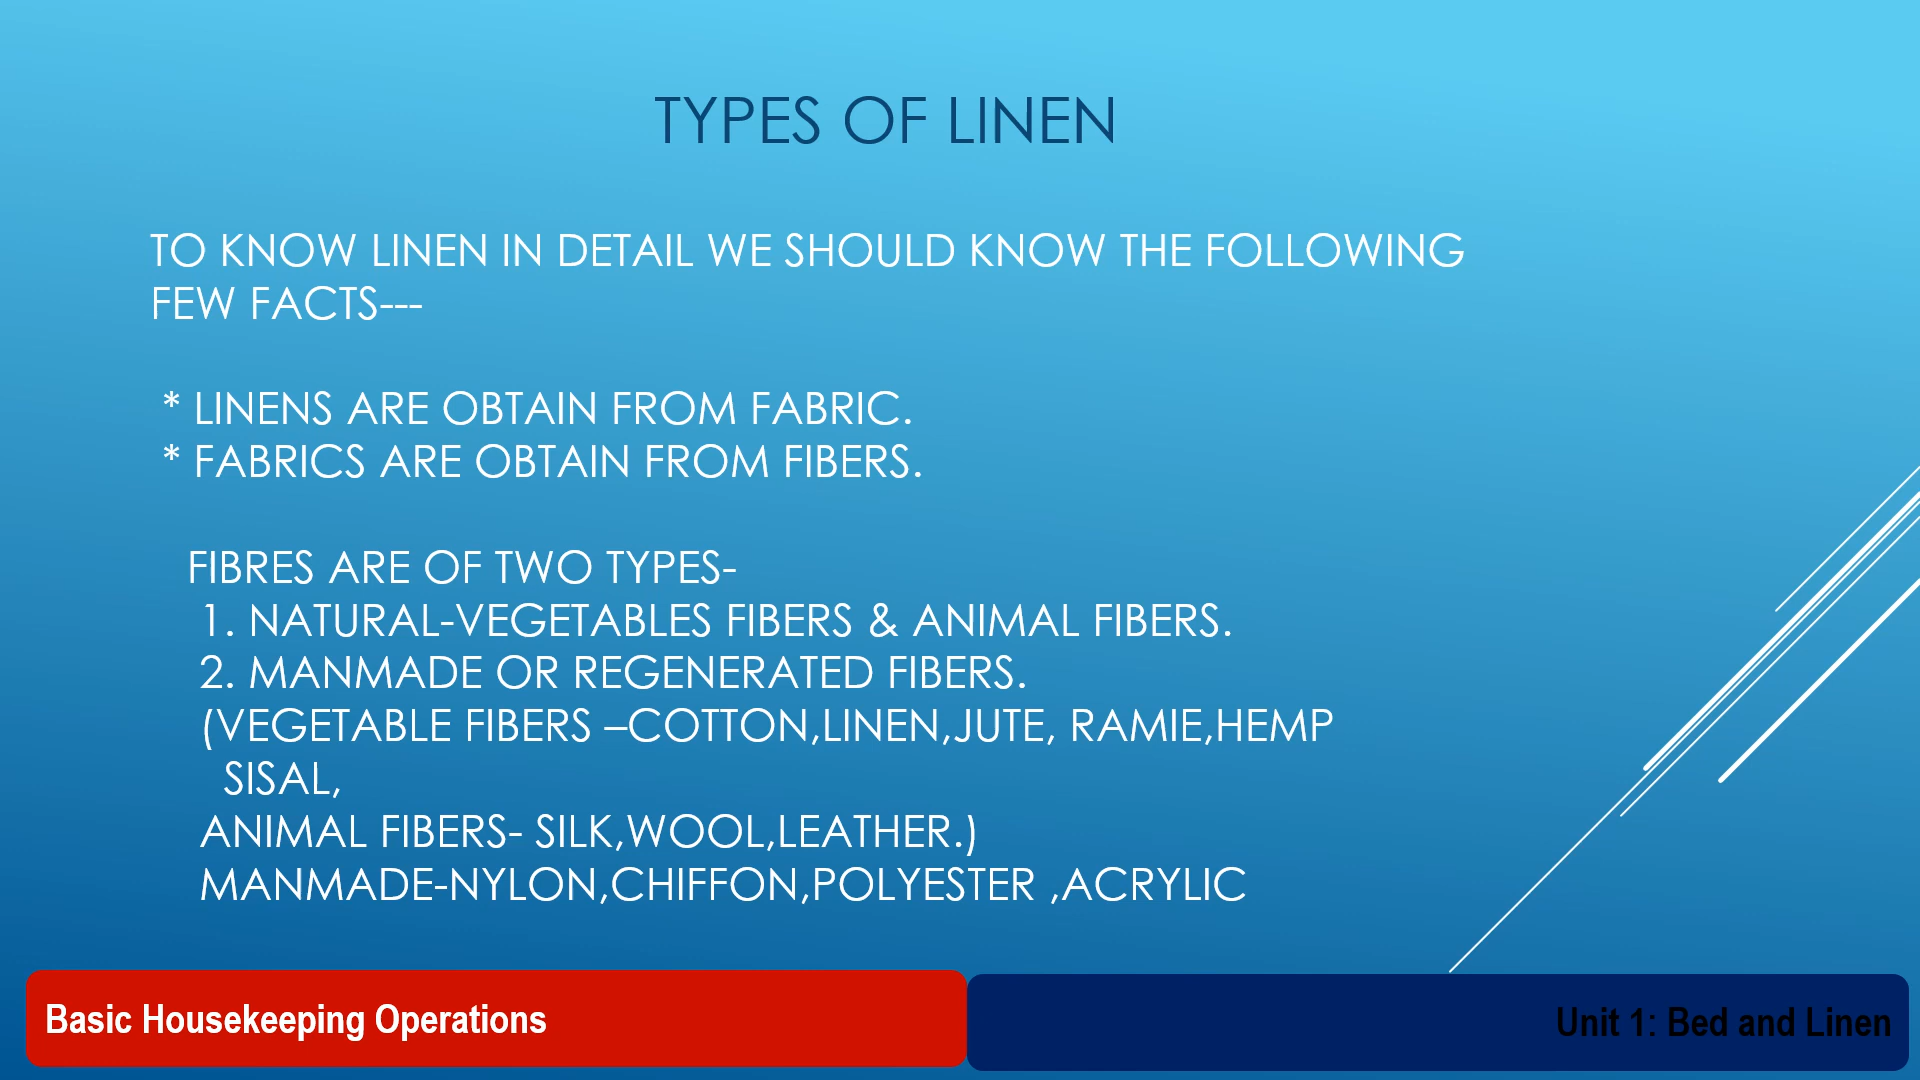 TYPES OF LINEN
TO KNOW LINEN IN DETAIL WE SHOULD KNOW THE FOLLOWING
FEW FACTS---
* LINENS ARE OBTAIN FROM FABRIC.
* FABRICS ARE OBTAIN FROM FIBERS.
FIBRES ARE OF TWO TYPES-
1. NATURAL-VEGETABLES FIBERS & ANIMAL FIBERS.
2. MANMADE OR REGENERATED FIBERS.
(VEGETABLE FIBERS –COTTON,LINEN,JUTE, RAMIE,HEMP
SISAL,
ANIMAL FIBERS- SILK,WOOL,LEATHER.)
MANMADE-NYLON,CHIFFON,POLYESTER ,ACRYLIC
Basic Housekeeping Operations
Unit 1: Bed and Linen